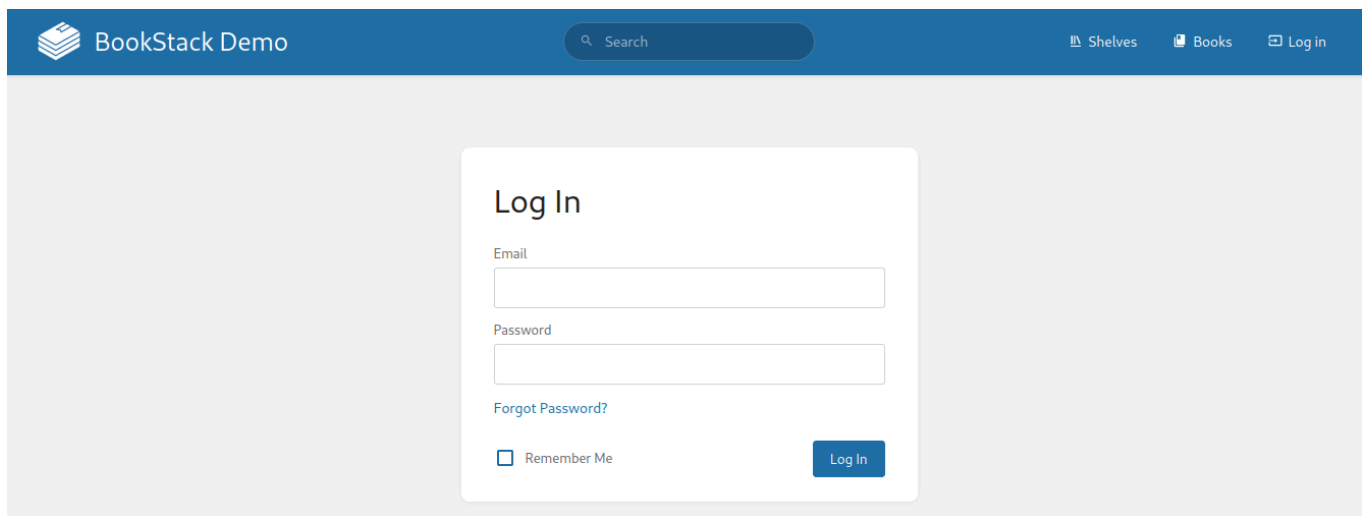 BookStack Demo Search Shelves Books Log in
Log In
Email
Password
Forgot Password?
Remember Me Log In